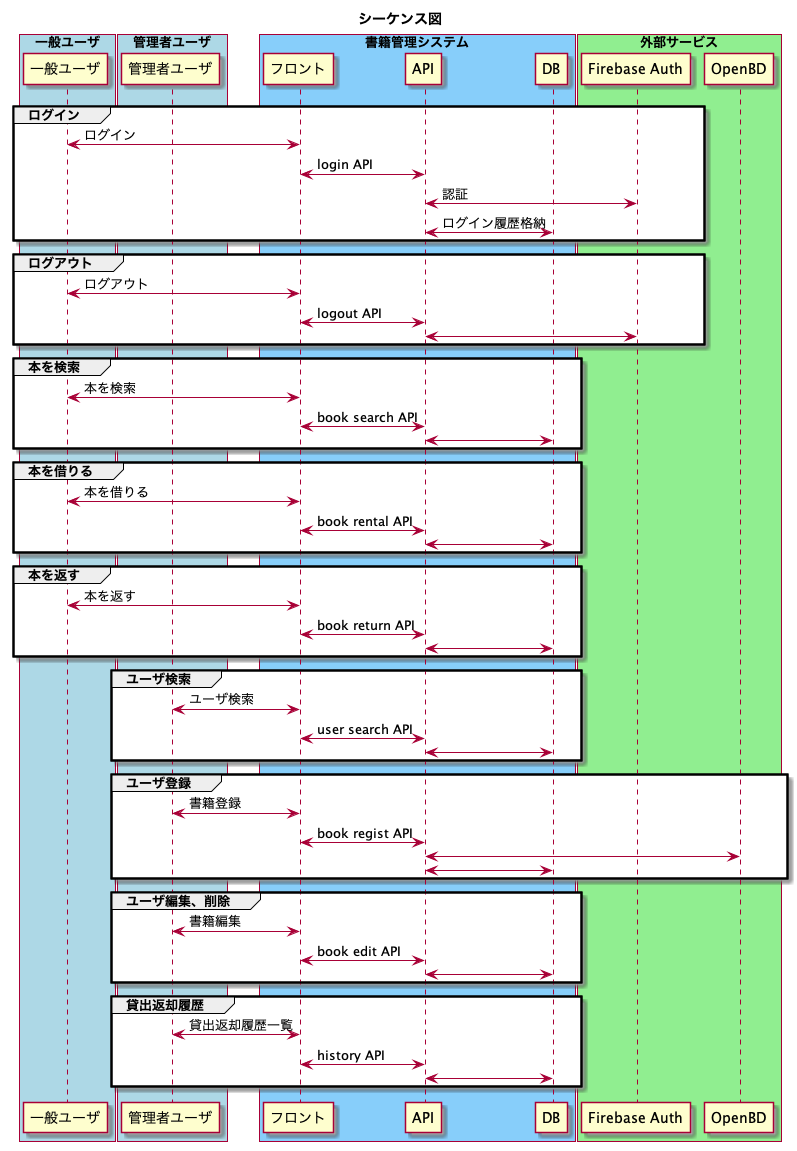 シーケンス図
一般ユーザ 管理者ユーザ 書籍管理システム 外部サービス
一般ユーザ 管理者ユーザ フロント API DB Firebase Auth OpenBD
ログイン
ログイン
login API
認証
ログイン履歴格納
ログアウト
ログアウト
logout API
本を検索
本を検索
book search API
本を借りる
本を借りる
book rental API
本を返す
本を返す
book return API
ユーザ検索
ユーザ検索
user search API
ユーザ登録
書籍登録
book regist API
ユーザ編集、削除
書籍編集
book edit API
貸出返却履歴
貸出返却履歴一覧
history API
一般ユーザ 管理者ユーザ フロント API DB Firebase Auth OpenBD